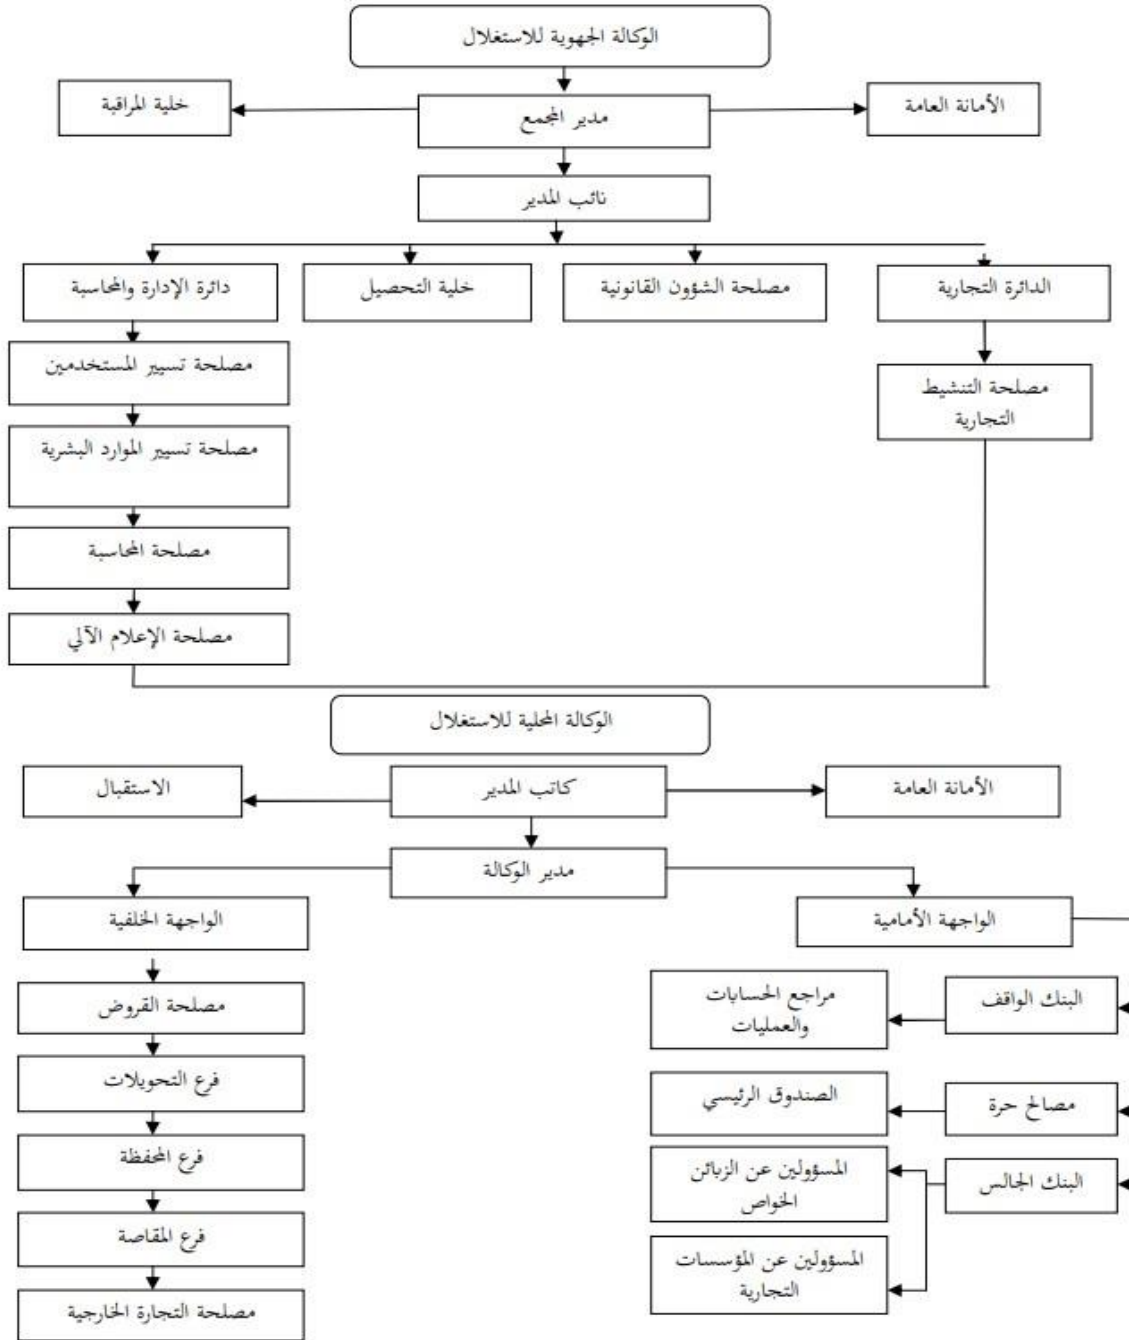 الوكالة الجهوية للاستغلال
الأمانة العامة
مدير المجمع
خلية المراقبة
نائب المدير
الدائرة التجارية
مصلحة الشؤون القانونية
خلية التحصيل
دائرة الإدارة والمحاسبة
مصلحة التنشيط
التجارية
مصلحة تسيير المستخدمين
مصلحة تسيير الموارد البشرية
مصلحة المحاسبة
مصلحة الإعلام الآلي
الوكالة المحلية للاستغلال
الأمانة العامة
كاتب المدير
الاستقبال
مدير الوكالة
الواجهة الأمامية
الواجهة الخلفية
البنك الواقف
مراجع الحسابات
والعمليات
مصالح حرة
الصندوق الرئيسي
البنك الجالس
المسؤولين عن الزبائن
الخواص
المسؤولين عن المؤسسات
التجارية
مصلحة القروض
فرع التحويلات
فرع المحفظة
فرع المقاصة
مصلحة التجارة الخارجية